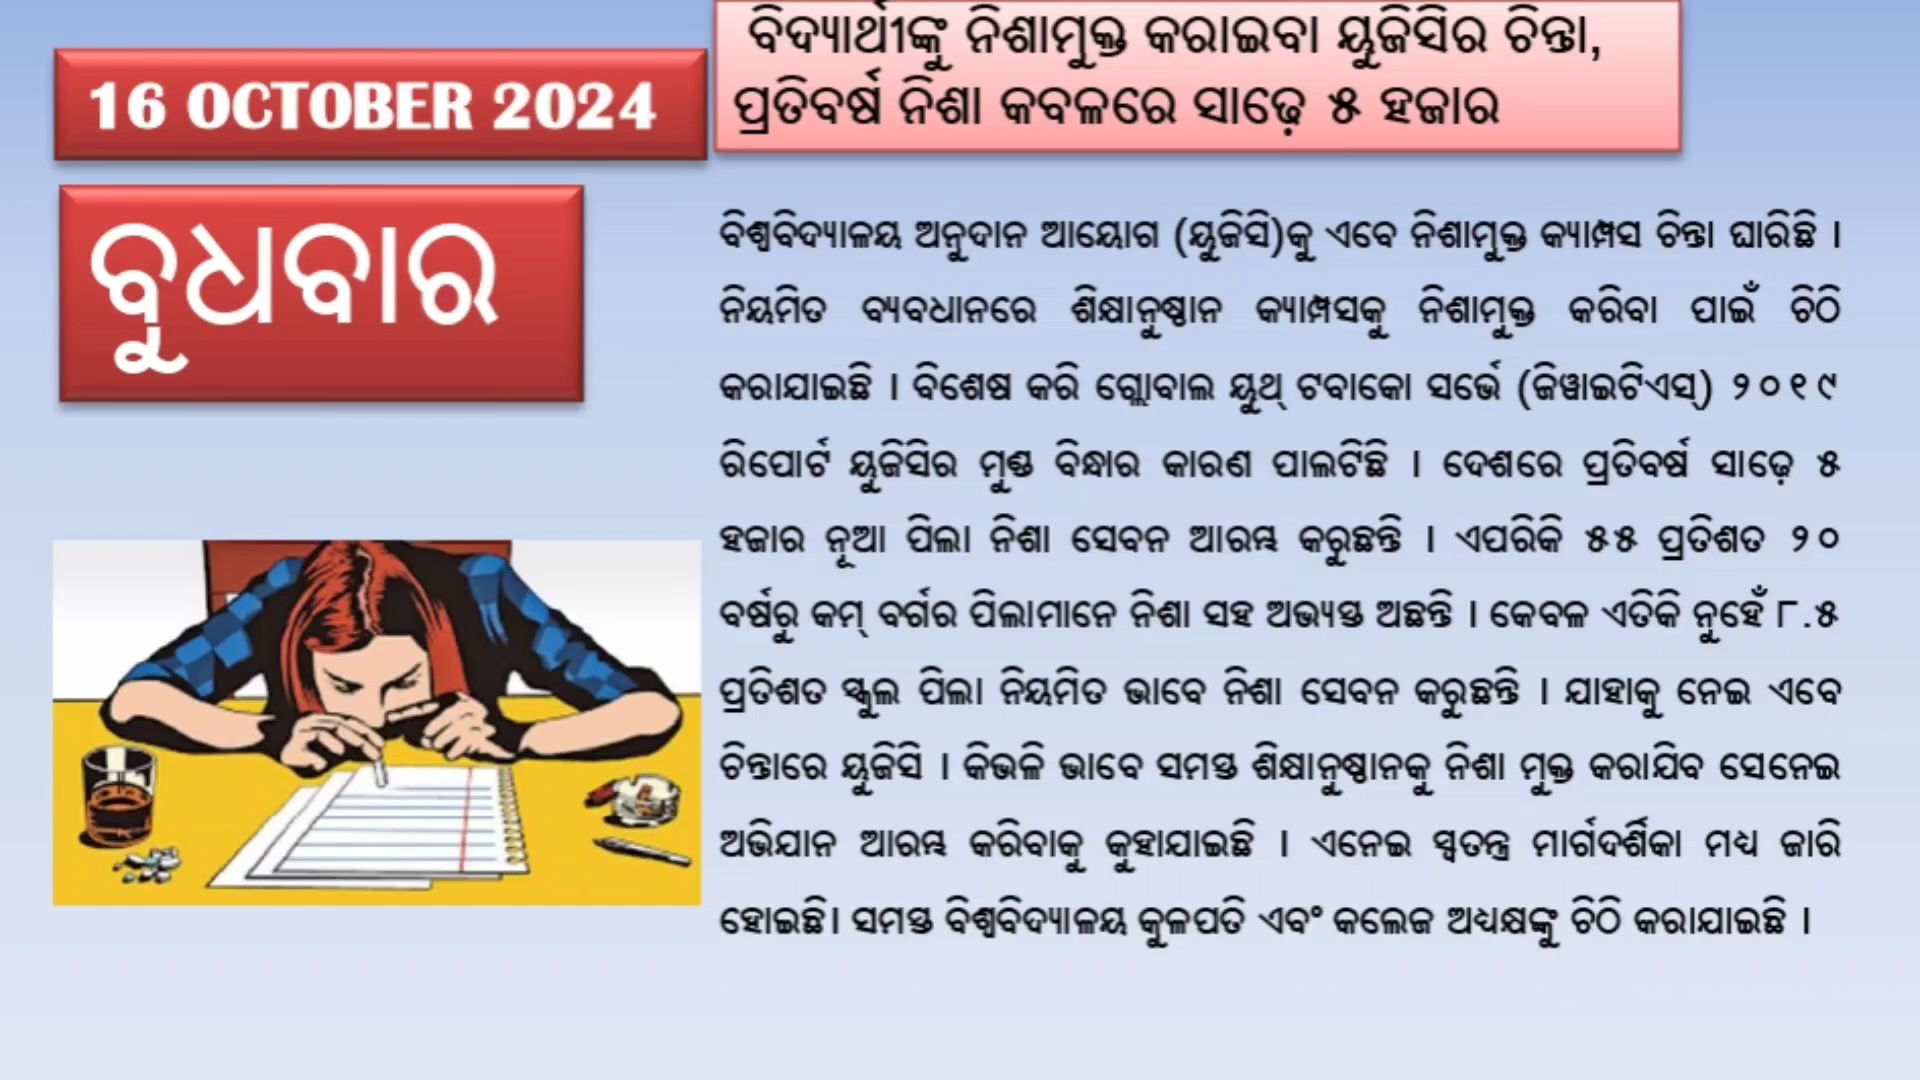 16 OCTOBER 2024
ବୁଧବାର
ବିଦ୍ୟାର୍ଥୀଙ୍କୁ ନିଶାମୁକ୍ତ କରାଇବା ୟୁଜିସିର ଚିନ୍ତା,
ପ୍ରତିବର୍ଷ ନିଶା କବଳରେ ସାଢ଼େ ୫ ହଜାର
ବିଶ୍ୱବିଦ୍ୟାଳୟ ଅନୁଦାନ ଆୟୋଗ (ୟୁଜିସି)କୁ ଏବେ ନିଶାମୁକ୍ତ କ୍ୟାମ୍ପସ ଚିନ୍ତା ଘାରିଛି ।
ନିୟମିତ ବ୍ୟବଧାନରେ ଶିକ୍ଷାନୁଷ୍ଠାନ କ୍ୟାମ୍ପସକୁ ନିଶାମୁକ୍ତ କରିବା ପାଇଁ ଚିଠି
କରାଯାଇଛି । ବିଶେଷ କରି ଗ୍ଲୋବାଲ ୟୁଥ୍ ଟବାକୋ ସର୍ଭେ (ଜିୱାଇଟିଏସ୍) ୨୦୧୯
ରିପୋର୍ଟ ୟୁଜିସିର ମୁଣ୍ଡ ବିନ୍ଧାର କାରଣ ପାଲଟିଛି । ଦେଶରେ ପ୍ରତିବର୍ଷ ସାଢ଼େ ୫
ହଜାର ନୂଆ ପିଲା ନିଶା ସେବନ ଆରମ୍ଭ କରୁଛନ୍ତି । ଏପରିକି ୫୫ ପ୍ରତିଶତ ୨୦
ବର୍ଷରୁ କମ୍ ବର୍ଗର ପିଲାମାନେ ନିଶା ସହ ଅଭ୍ୟସ୍ତ ଅଛନ୍ତି । କେବଳ ଏତିକି ନୁହେଁ ୮.୫
ପ୍ରତିଶତ ସ୍କୁଲ ପିଲା ନିୟମିତ ଭାବେ ନିଶା ସେବନ କରୁଛନ୍ତି । ଯାହାକୁ ନେଇ ଏବେ
ଚିନ୍ତାରେ ୟୁଜିସି । କିଭଳି ଭାବେ ସମସ୍ତ ଶିକ୍ଷାନୁଷ୍ଠାନକୁ ନିଶା ମୁକ୍ତ କରାଯିବ ସେନେଇ
ଅଭିଯାନ ଆରମ୍ଭ କରିବାକୁ କୁହାଯାଇଛି । ଏନେଇ ସ୍ୱତନ୍ତ୍ର ମାର୍ଗଦର୍ଶିକା ମଧ୍ୟ ଜାରି
ହୋଇଛି। ସମସ୍ତ ବିଶ୍ୱବିଦ୍ୟାଳୟ କୁଳପତି ଏବଂ କଲେଜ ଅଧ୍ୟକ୍ଷଙ୍କୁ ଚିଠି କରାଯାଇଛି ।